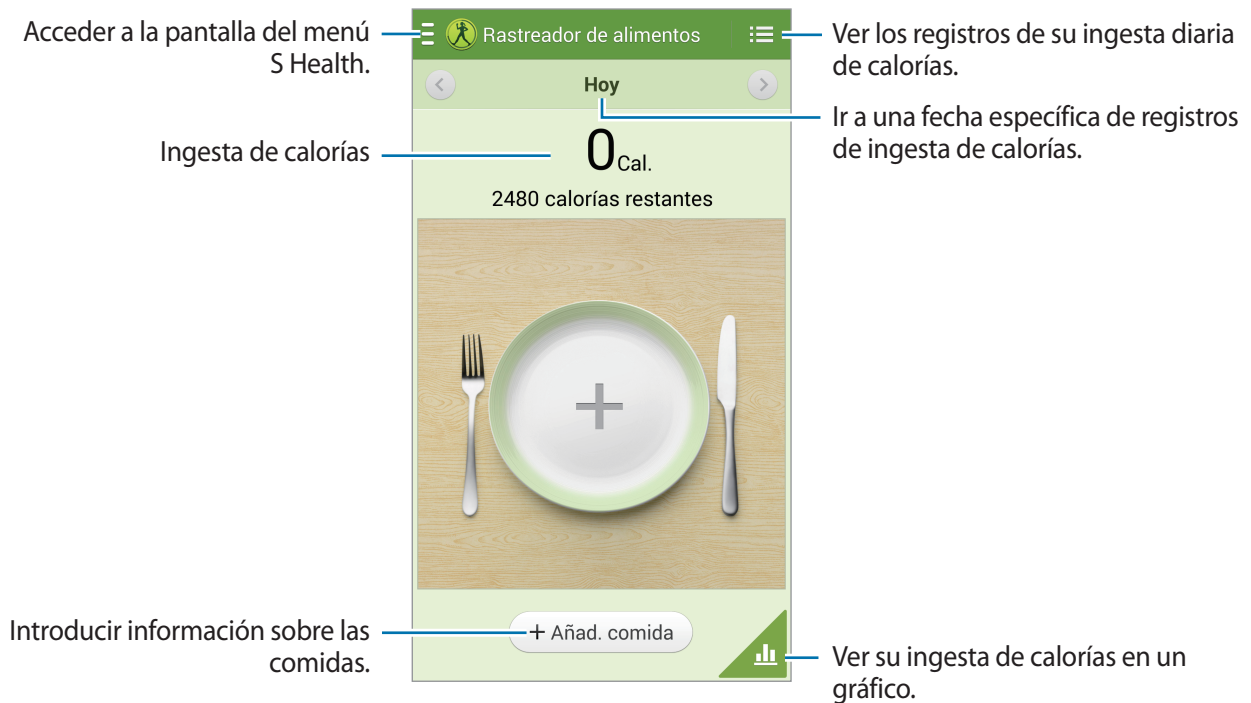 Acceder a la pantalla del menú
S Health.
Rastreador de alimentos
Ver los registros de su ingesta diaria
de calorías.
Hoy
Ir a una fecha específica de registros
de ingesta de calorías.
Ingesta de calorías
0 Cal.
2480 calorías restantes
Introducir información sobre las
comidas.
+ Añad. comida
Ver su ingesta de calorías en un
gráfico.